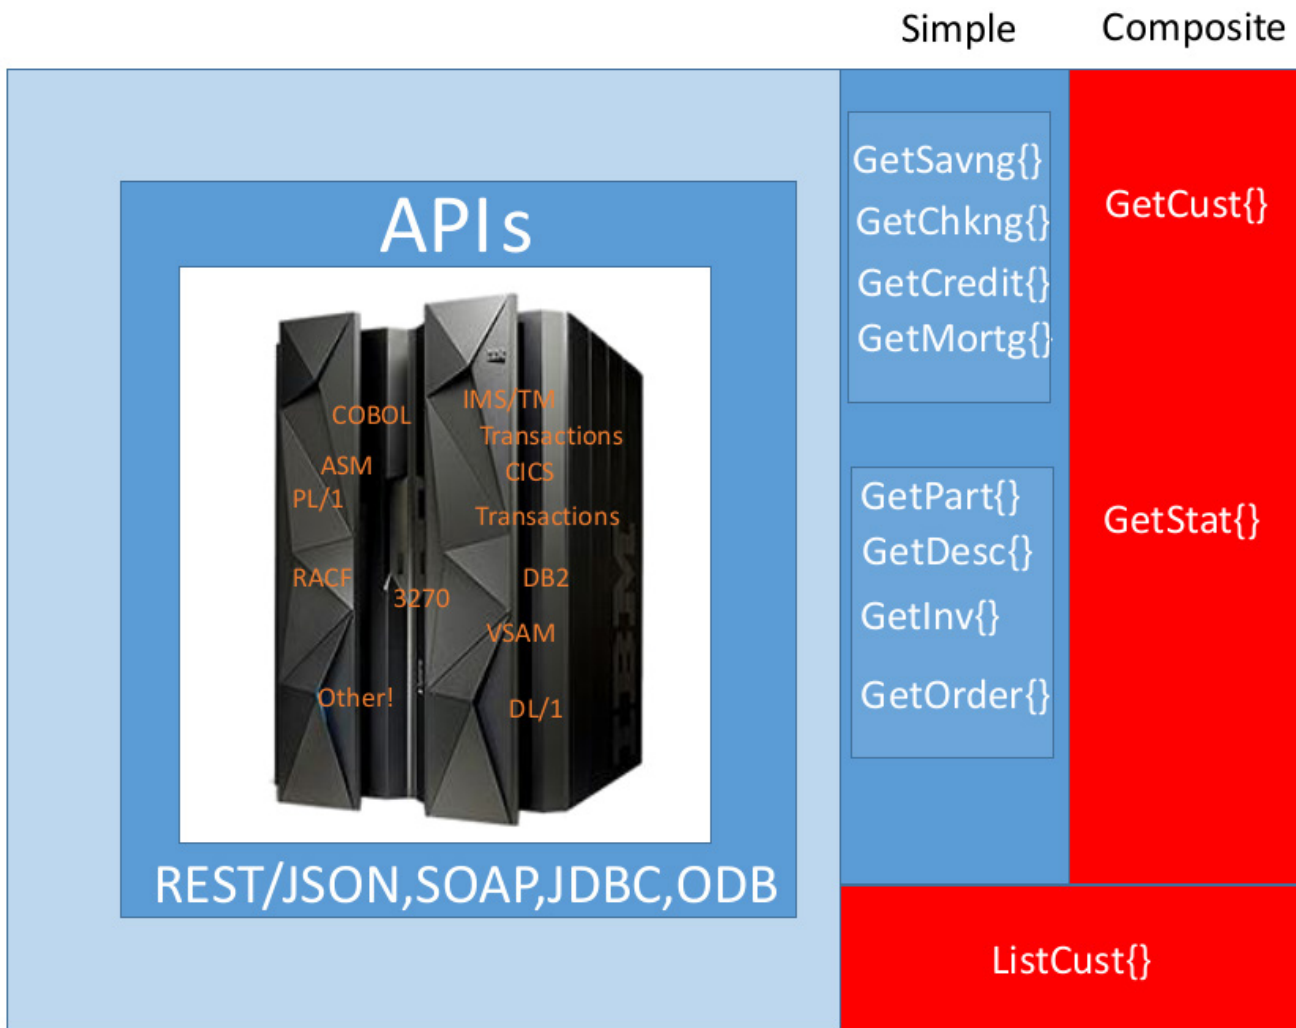 Simple
Composite
APIs
COBOL
ASM
PL/1
RACF
3270
Other!
IMS/TM
Transactions
CICS
Transactions
DB2
VSAM
DL/1
IBM
REST/JSON,SOAP,JDBC,ODB
GetSavng{}
GetChkng{}
GetCredit{}
GetMortg{}
GetPart{}
GetDesc{}
GetInv{}
GetOrder{}
GetCust{}
GetStat{}
ListCust{}